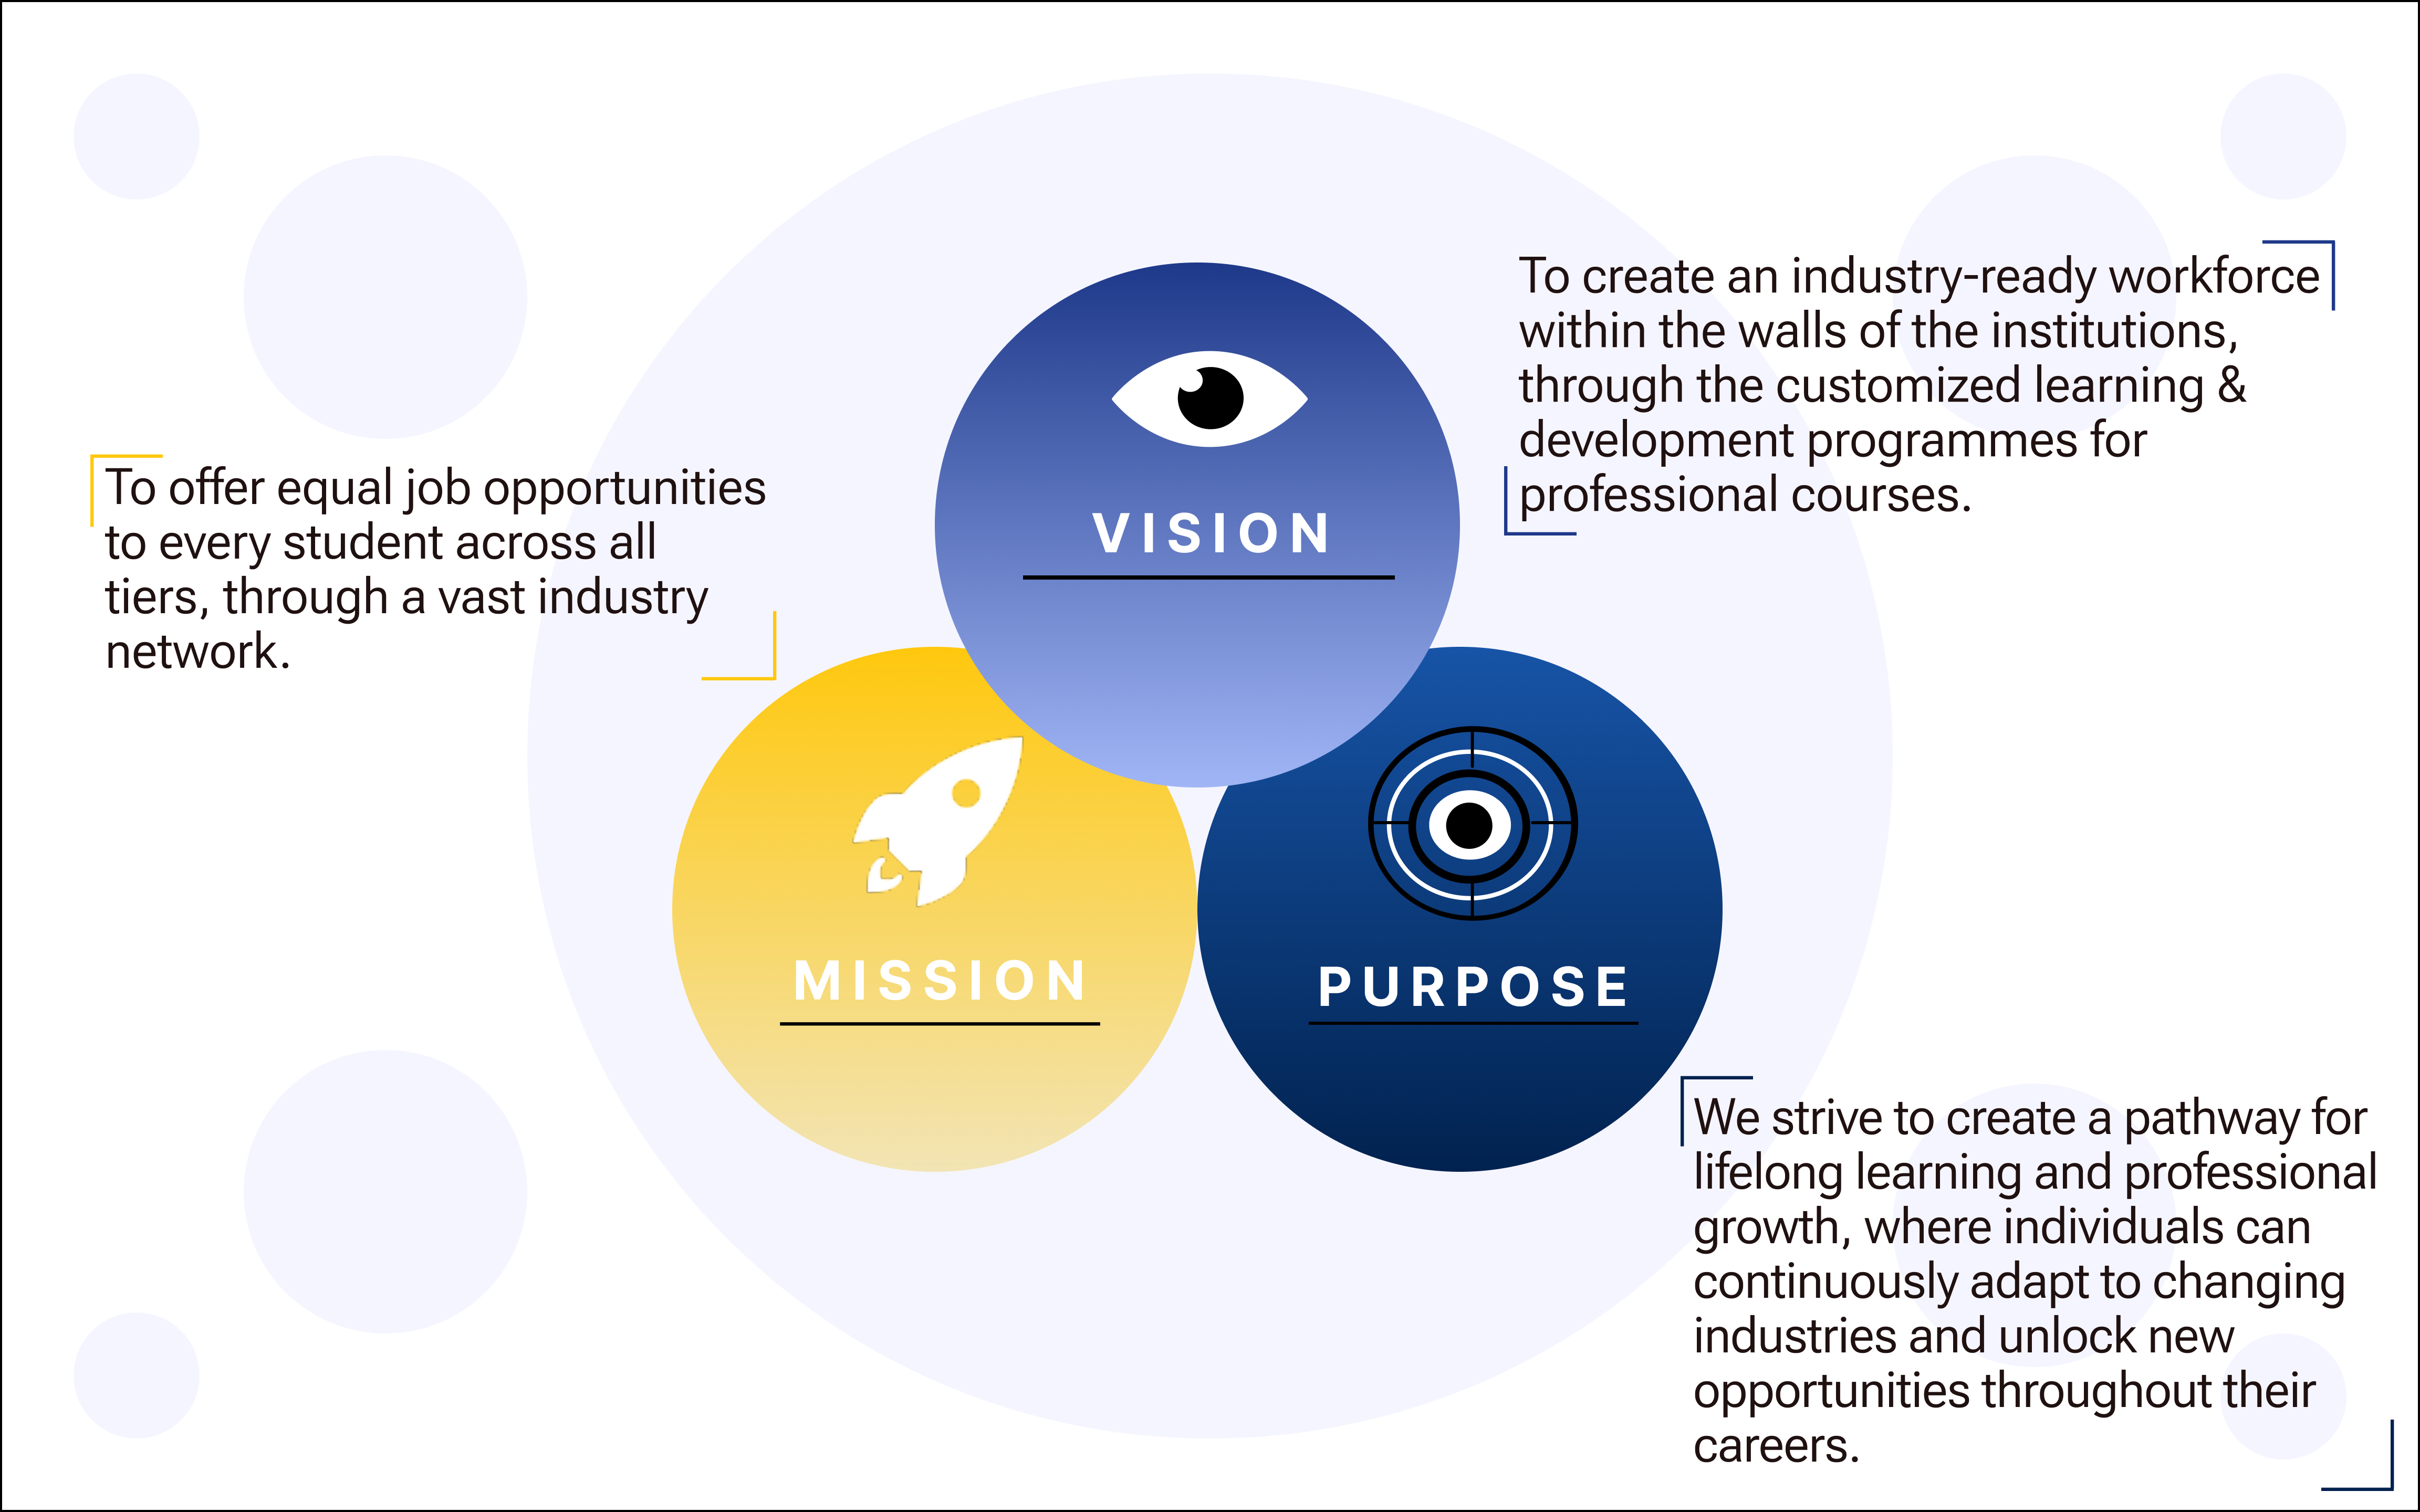 To create an industry-ready workforce
within the walls of the institutions,
through the customized learning &
development programmes for
professional courses.
VISION
To offer equal job opportunities
to every student across all
tiers, through a vast industry
network.
MISSION
PURPOSE
We strive to create a pathway for
lifelong learning and professional
growth, where individuals can
continuously adapt to changing
industries and unlock new
opportunities throughout their
careers.